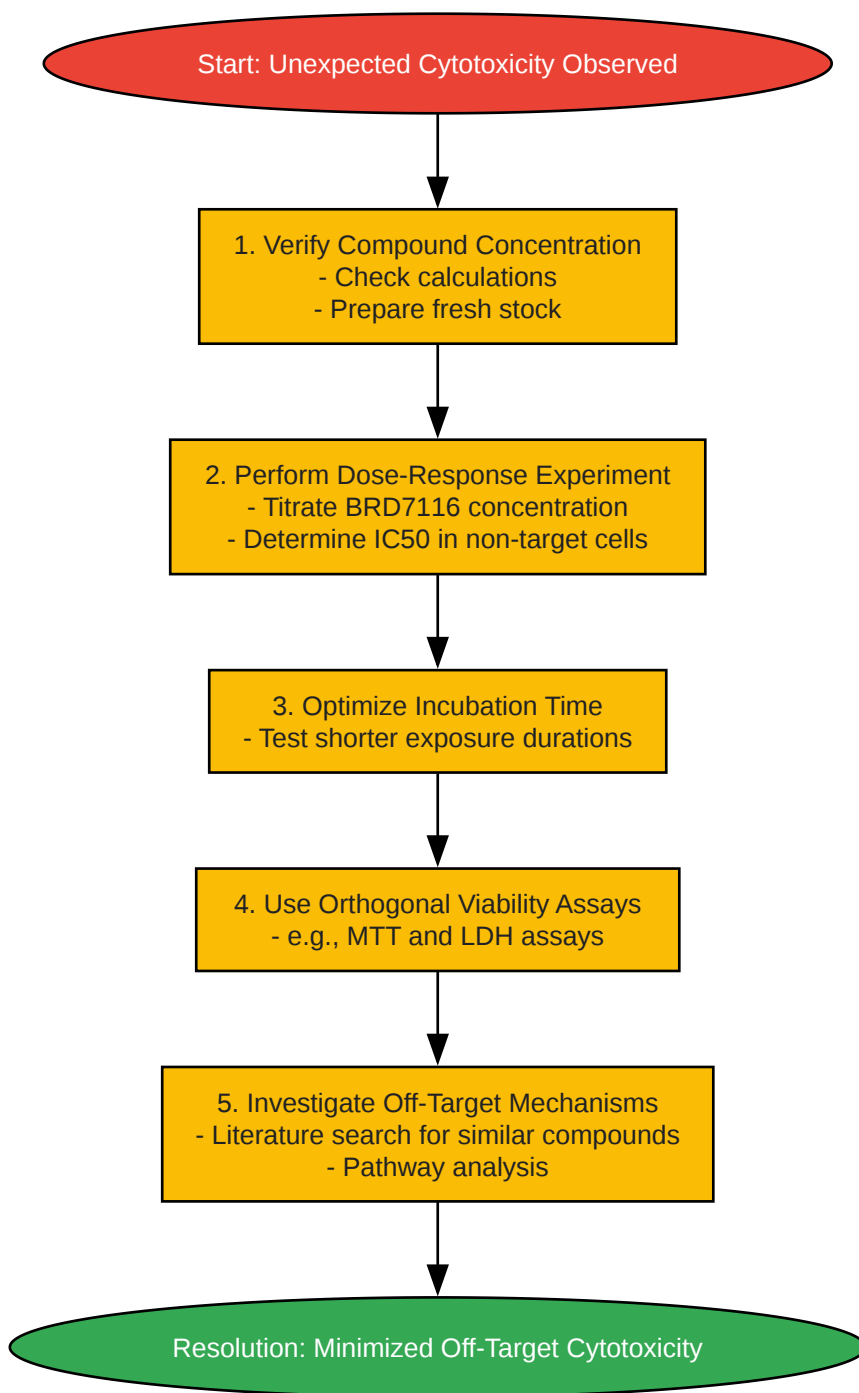 Start: Unexpected Cytotoxicity Observed
1. Verify Compound Concentration
- Check calculations
- Prepare fresh stock
2. Perform Dose-Response Experiment
- Titrate BRD7116 concentration
- Determine IC50 in non-target cells
3. Optimize Incubation Time
- Test shorter exposure durations
4. Use Orthogonal Viability Assays
- e.g., MTT and LDH assays
5. Investigate Off-Target Mechanisms
- Literature search for similar compounds
- Pathway analysis
Resolution: Minimized Off-Target Cytotoxicity